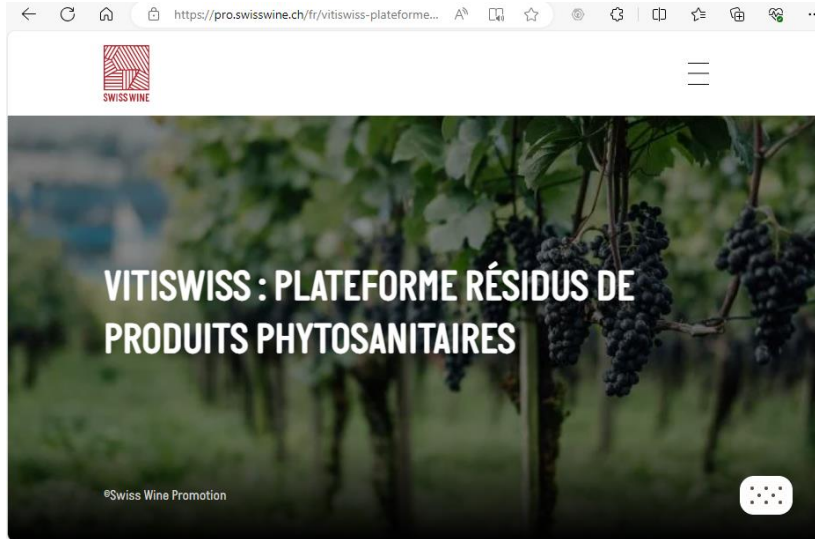 https://pro.swisswine.ch/fr/vitiswiss-plateforme...
SWISS WINE
VITISWISS : PLATEFORME RÉSIDUS DE
PRODUITS PHYTOSANITAIRES
©Swiss Wine Promotion